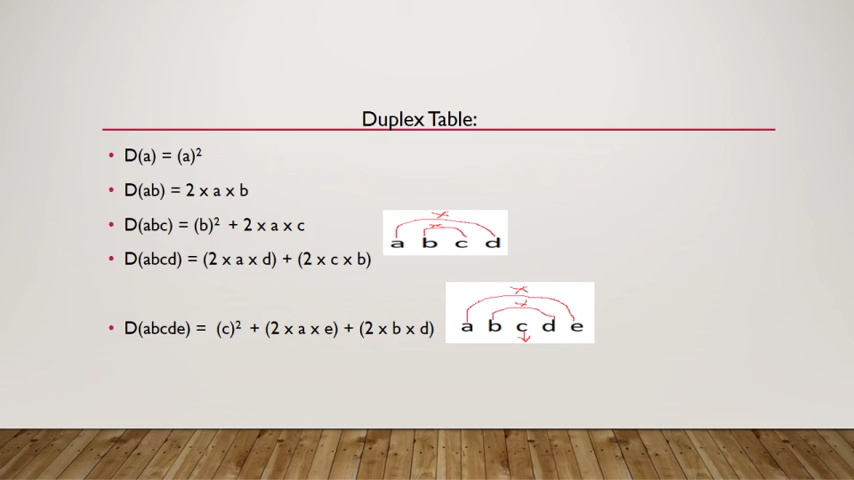 Duplex Table:
• D(a) = (a)²
• D(ab) = 2 x a x b
• D(abc) = (b)² + 2 x a x c
a b c d
• D(abcd) = (2 x a x d) + (2 x c x b)
• D(abcde) = (c)² + (2 x a x e) + (2 x b x d)
a b c d e